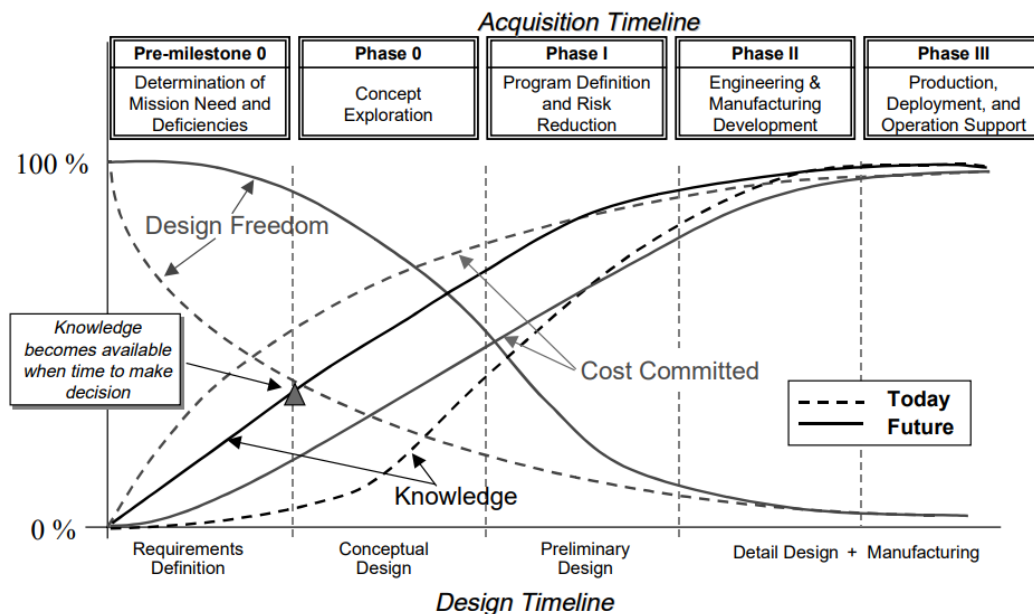 Acquisition Timeline
Pre-milestone 0
Determination of
Mission Need and
Deficiencies
Phase 0
Concept
Exploration
Phase I
Program Definition
and Risk
Reduction
Phase II
Engineering &
Manufacturing
Development
Phase III
Production,
Deployment, and
Operation Support
100 %
Design Freedom
Knowledge
becomes available
when time to make
decision
Cost Committed
Today
Future
Knowledge
0 %
Requirements
Definition
Conceptual
Design
Preliminary
Design
Detail Design + Manufacturing
Design Timeline